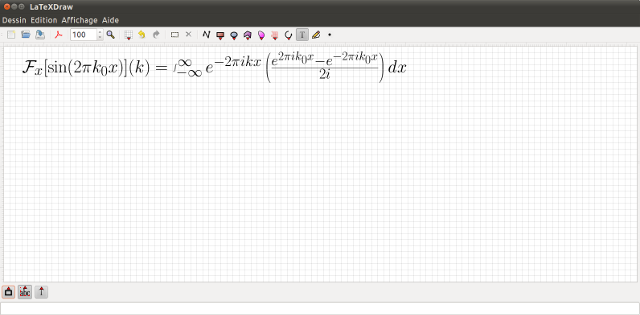 LaTeXDraw
Dessin Edition Affichage Aide
100 N T
\mathcal{F}_x[\sin(2\pi k_0 x)](k) = \int_{-\infty}^{\infty} e^{-2\pi i k x} \left( \frac{e^{2\pi i k_0 x} - e^{-2\pi i k_0 x}}{2i} \right) dx
abc